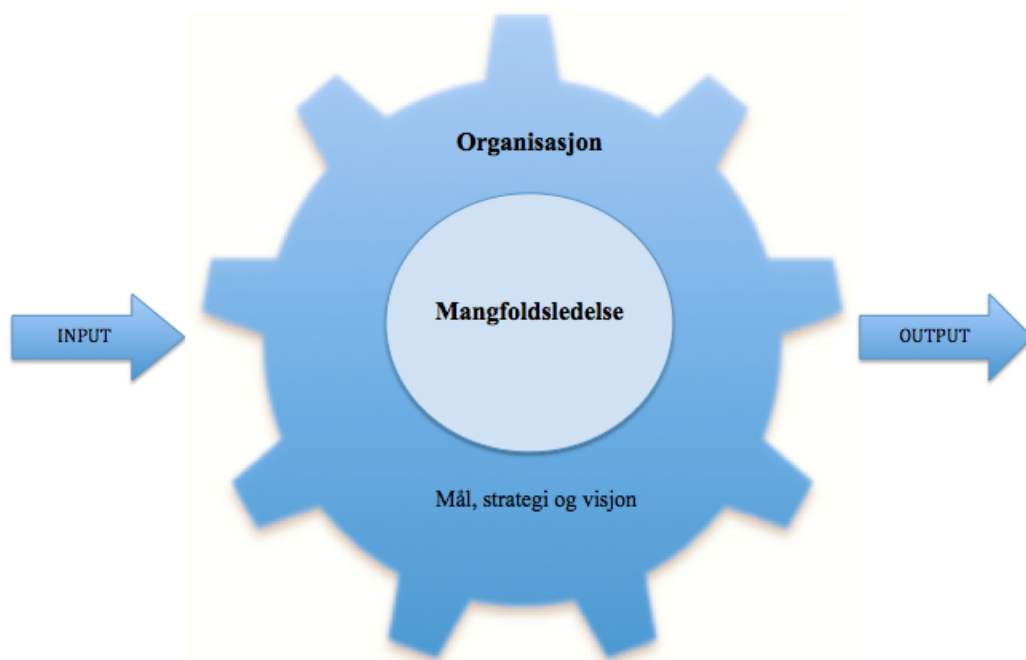 Organisasjon
Mangfoldsledelse
INPUT
OUTPUT
Mål, strategi og visjon